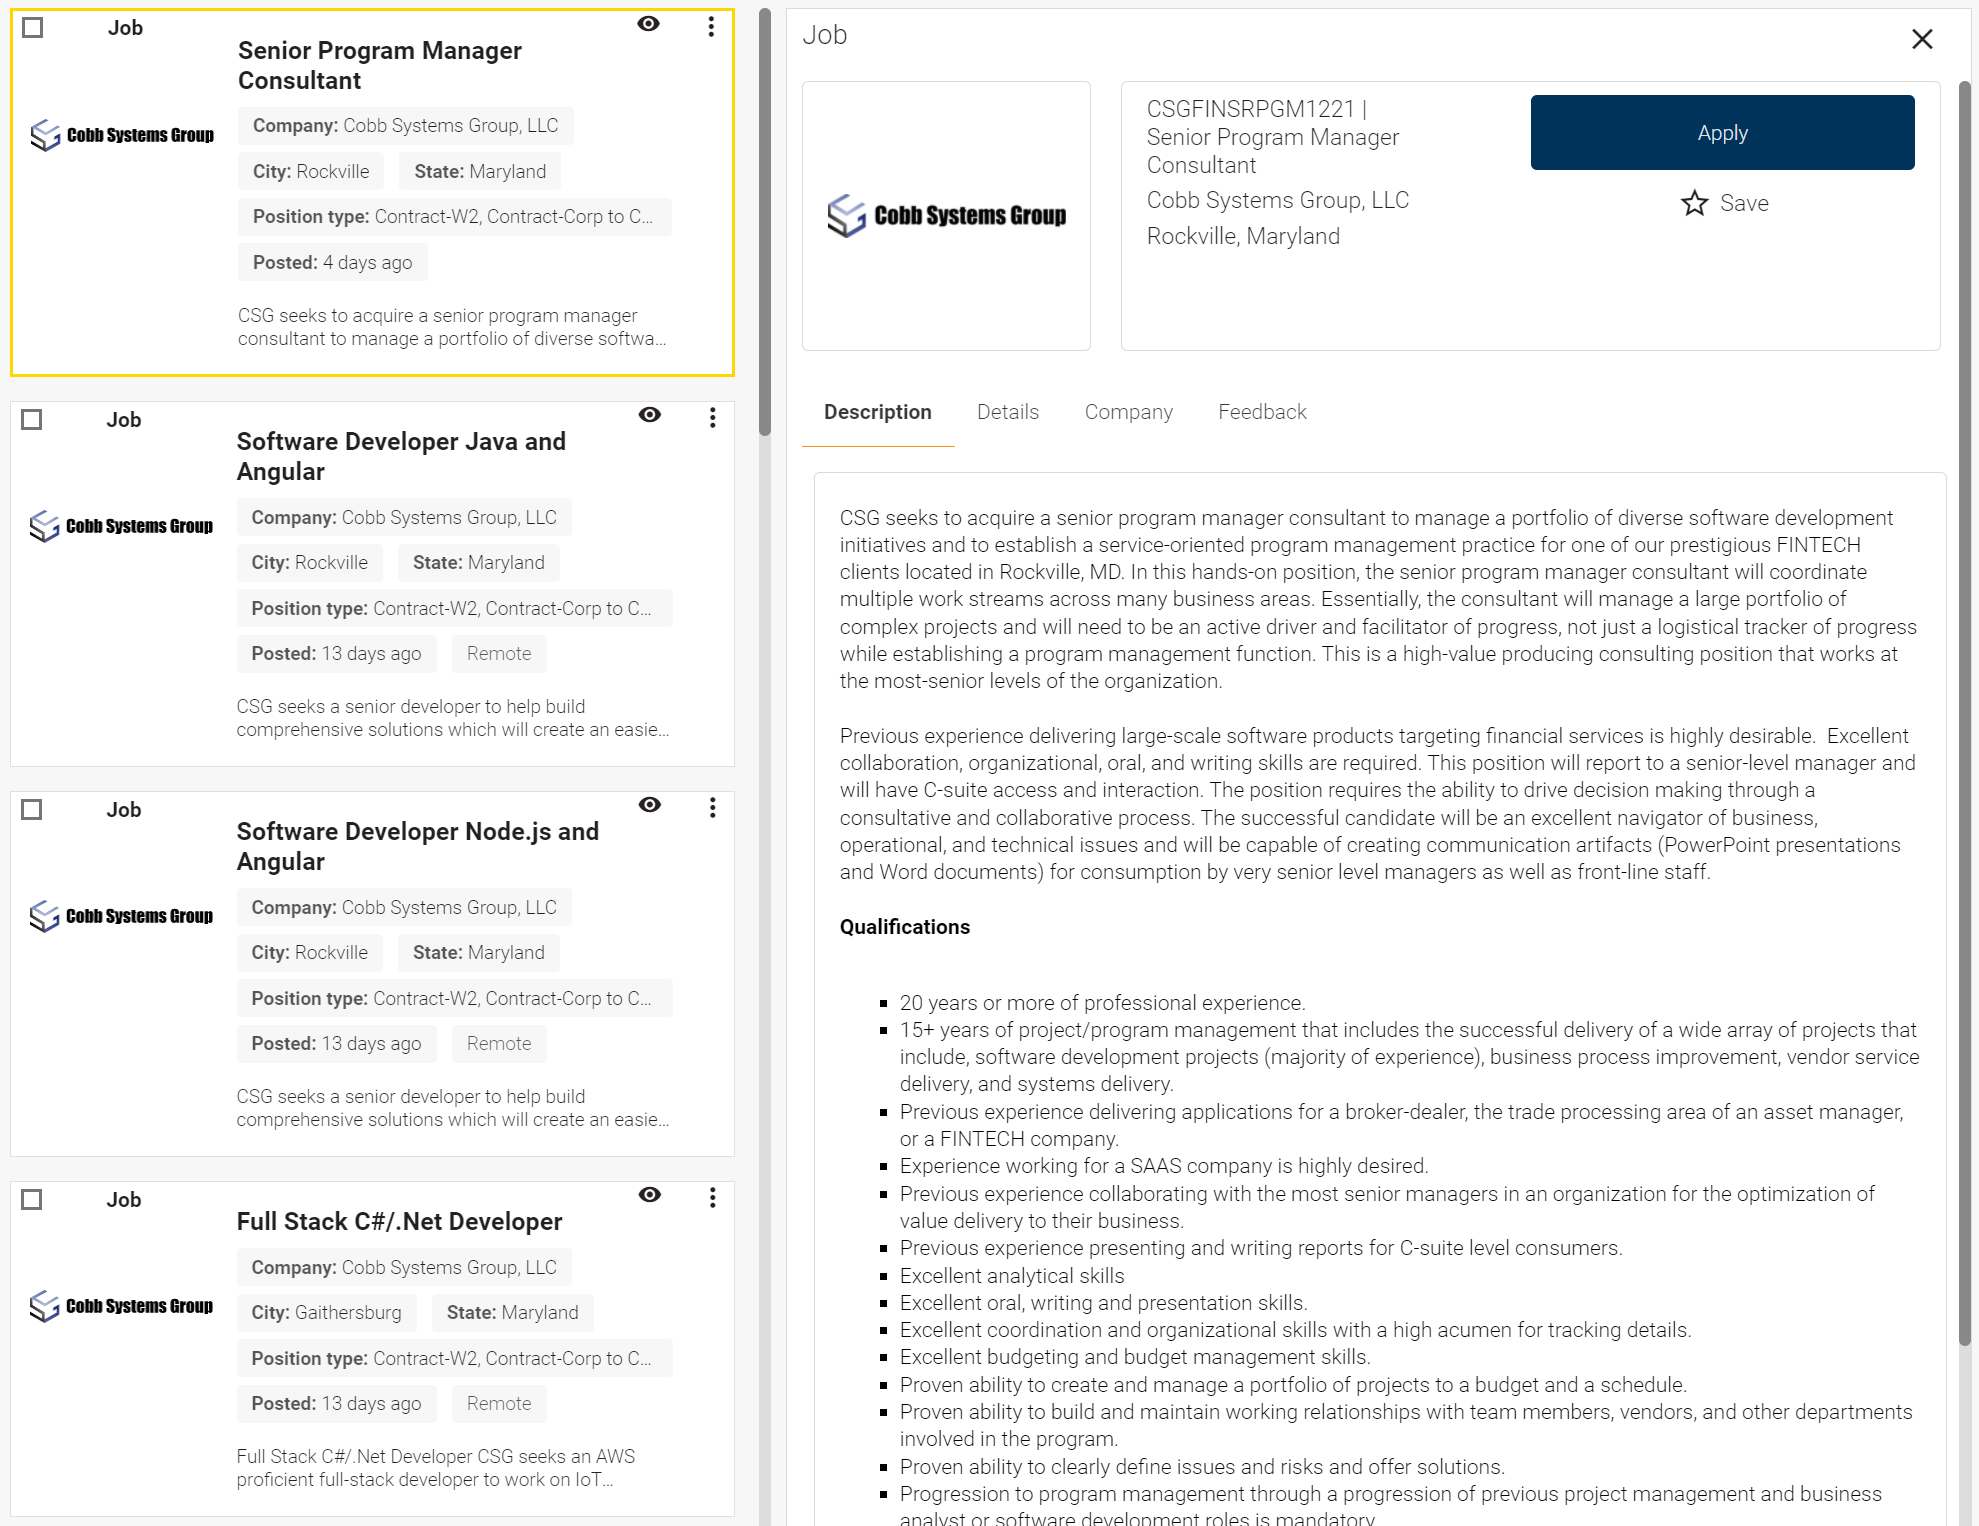 Job
Senior Program Manager
Consultant
Cobb Systems Group
Company: Cobb Systems Group, LLC
City: Rockville State: Maryland
Position type: Contract-W2, Contract-Corp to C...
Posted: 4 days ago
CSG seeks to acquire a senior program manager
consultant to manage a portfolio of diverse softwa...
Job
Software Developer Java and
Angular
Cobb Systems Group
Company: Cobb Systems Group, LLC
City: Rockville State: Maryland
Position type: Contract-W2, Contract-Corp to C...
Posted: 13 days ago Remote
CSG seeks a senior developer to help build
comprehensive solutions which will create an easie...
Job
Software Developer Node.js and
Angular
Cobb Systems Group
Company: Cobb Systems Group, LLC
City: Rockville State: Maryland
Position type: Contract-W2, Contract-Corp to C...
Posted: 13 days ago Remote
CSG seeks a senior developer to help build
comprehensive solutions which will create an easie...
Job
Full Stack C#/.Net Developer
Cobb Systems Group
Company: Cobb Systems Group, LLC
City: Gaithersburg State: Maryland
Position type: Contract-W2, Contract-Corp to C...
Posted: 13 days ago Remote
Full Stack C#/.Net Developer CSG seeks an AWS
proficient full-stack developer to work on IoT...
Job
Cobb Systems Group
CSGFINSRPGM1221 |
Senior Program Manager
Consultant
Cobb Systems Group, LLC
Rockville, Maryland
Apply
Save
Description Details Company Feedback
CSG seeks to acquire a senior program manager consultant to manage a portfolio of diverse software development
initiatives and to establish a service-oriented program management practice for one of our prestigious FINTECH
clients located in Rockville, MD. In this hands-on position, the senior program manager consultant will coordinate
multiple work streams across many business areas. Essentially, the consultant will manage a large portfolio of
complex projects and will need to be an active driver and facilitator of progress, not just a logistical tracker of progress
while establishing a program management function. This is a high-value producing consulting position that works at
the most-senior levels of the organization.
Previous experience delivering large-scale software products targeting financial services is highly desirable. Excellent
collaboration, organizational, oral, and writing skills are required. This position will report to a senior-level manager and
will have C-suite access and interaction. The position requires the ability to drive decision making through a
consultative and collaborative process. The successful candidate will be an excellent navigator of business,
operational, and technical issues and will be capable of creating communication artifacts (PowerPoint presentations
and Word documents) for consumption by very senior level managers as well as front-line staff.
Qualifications
20 years or more of professional experience.
15+ years of project/program management that includes the successful delivery of a wide array of projects that
include, software development projects (majority of experience), business process improvement, vendor service
delivery, and systems delivery.
Previous experience delivering applications for a broker-dealer, the trade processing area of an asset manager,
or a FINTECH company.
Experience working for a SAAS company is highly desired.
Previous experience collaborating with the most senior managers in an organization for the optimization of
value delivery to their business.
Previous experience presenting and writing reports for C-suite level consumers.
Excellent analytical skills
Excellent oral, writing and presentation skills.
Excellent coordination and organizational skills with a high acumen for tracking details.
Excellent budgeting and budget management skills.
Proven ability to create and manage a portfolio of projects to a budget and a schedule.
Proven ability to build and maintain working relationships with team members, vendors, and other departments
involved in the program.
Proven ability to clearly define issues and risks and offer solutions.
Progression to program management through a progression of previous project management and business
analyst or software development roles is mandatory